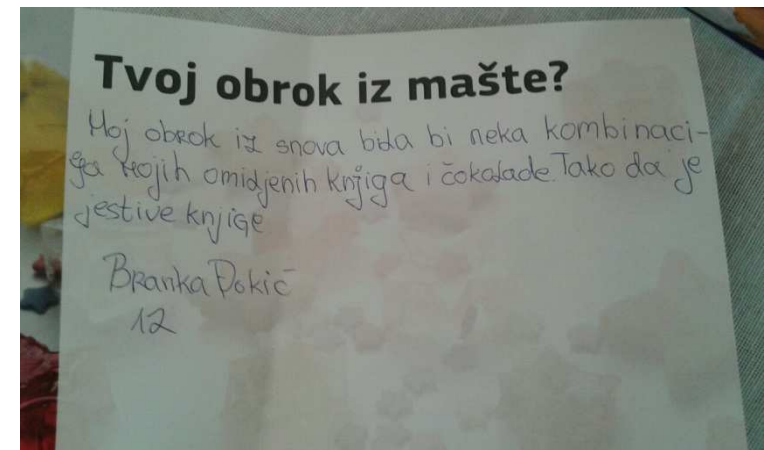 Tvoj obrok iz mašte?
Moj obrok iz snova bila bi neka kombinaci-
ja mojih omidjenih knjiga i čokolade. Tako da je
jestive knjige
Branka Đokić
12